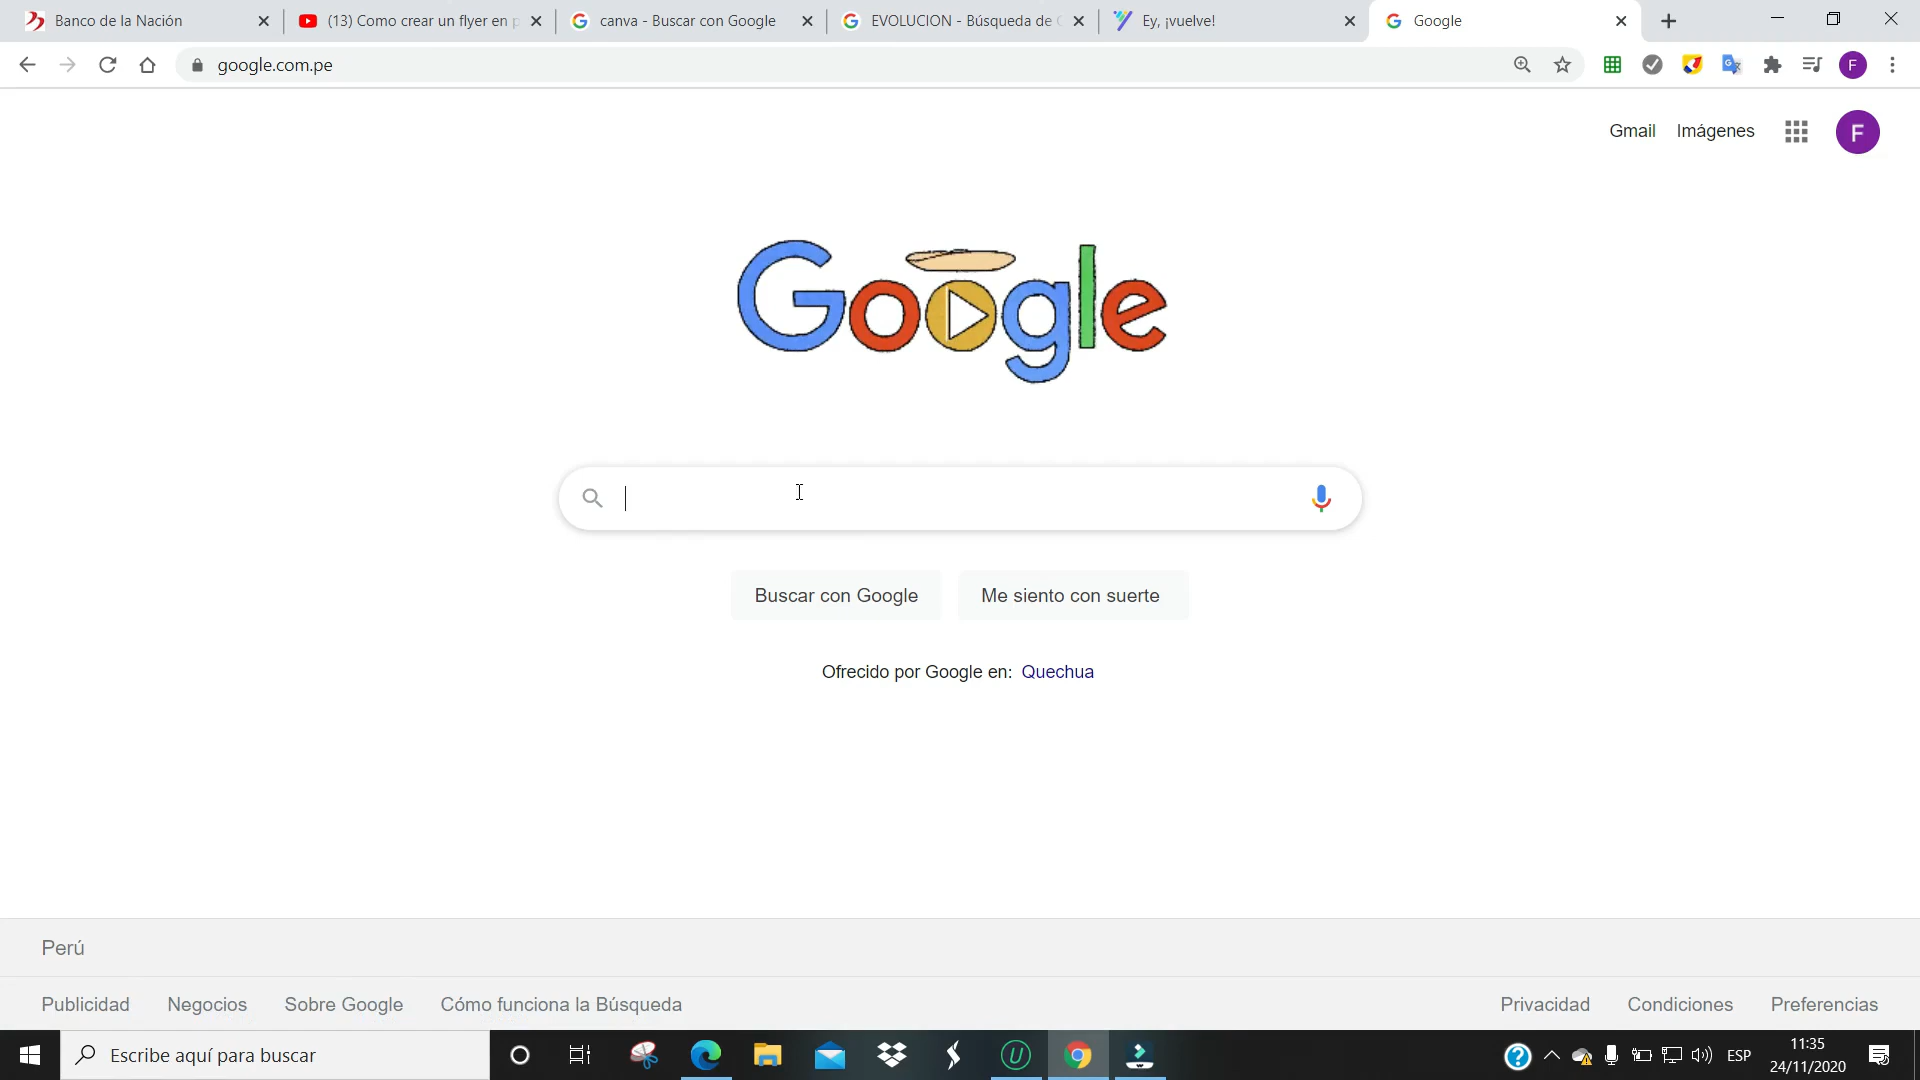 Banco de la Nación
(13) Como crear un flyer en p
canva - Buscar con Google
EVOLUCION - Búsqueda de G
Ey, ¡vuelve!
Google
google.com.pe
F
Gmail
Imágenes
F
Google
Buscar con Google
Me siento con suerte
Ofrecido por Google en: Quechua
Perú
Publicidad
Negocios
Sobre Google
Cómo funciona la Búsqueda
Privacidad
Condiciones
Preferencias
Escribe aquí para buscar
ESP
11:35
24/11/2020